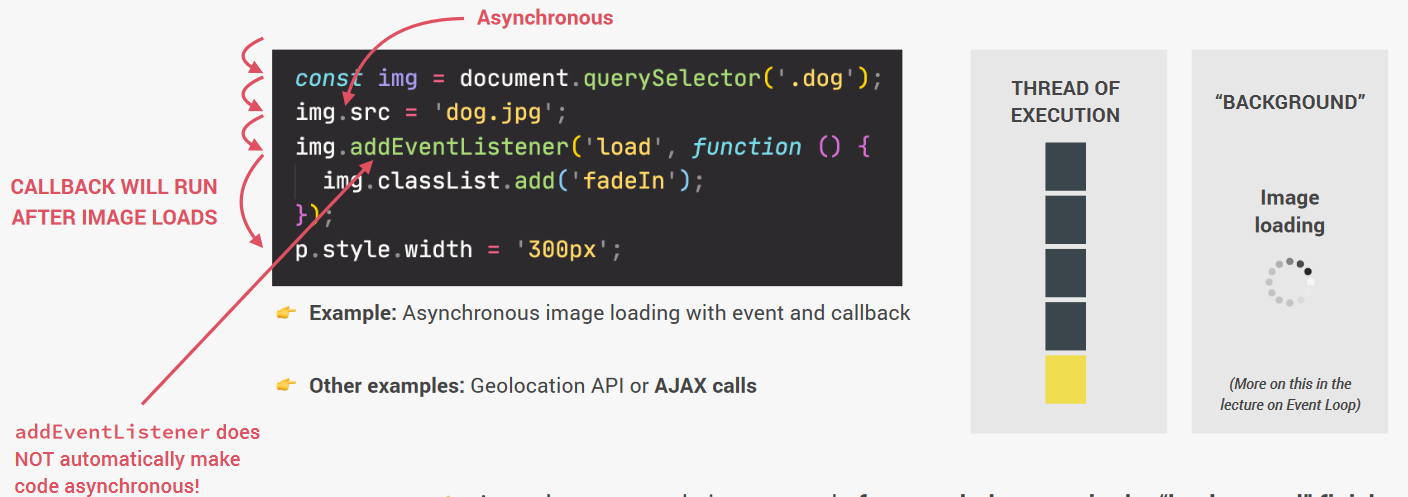 Asynchronous
const img = document.querySelector('.dog');
img.src = 'dog.jpg';
img.addEventListener('load', function () {
img.classList.add('fadeIn');
});
p.style.width = '300px';
CALLBACK WILL RUN
AFTER IMAGE LOADS
👉 Example: Asynchronous image loading with event and callback
👉 Other examples: Geolocation API or AJAX calls
addEventListener does
NOT automatically make
code asynchronous!
THREAD OF
EXECUTION
“BACKGROUND”
Image
loading
(More on this in the
lecture on Event Loop)